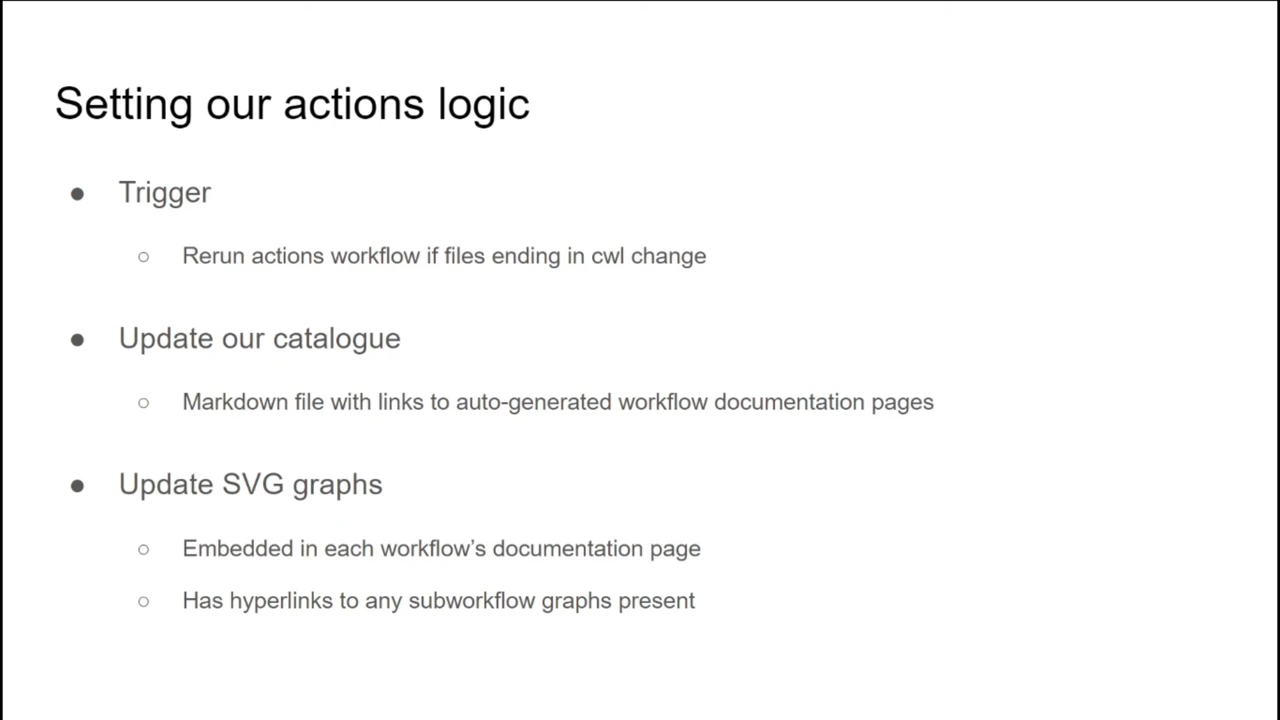 Setting our actions logic
● Trigger
○ Rerun actions workflow if files ending in cwl change
● Update our catalogue
○ Markdown file with links to auto-generated workflow documentation pages
● Update SVG graphs
○ Embedded in each workflow’s documentation page
○ Has hyperlinks to any subworkflow graphs present